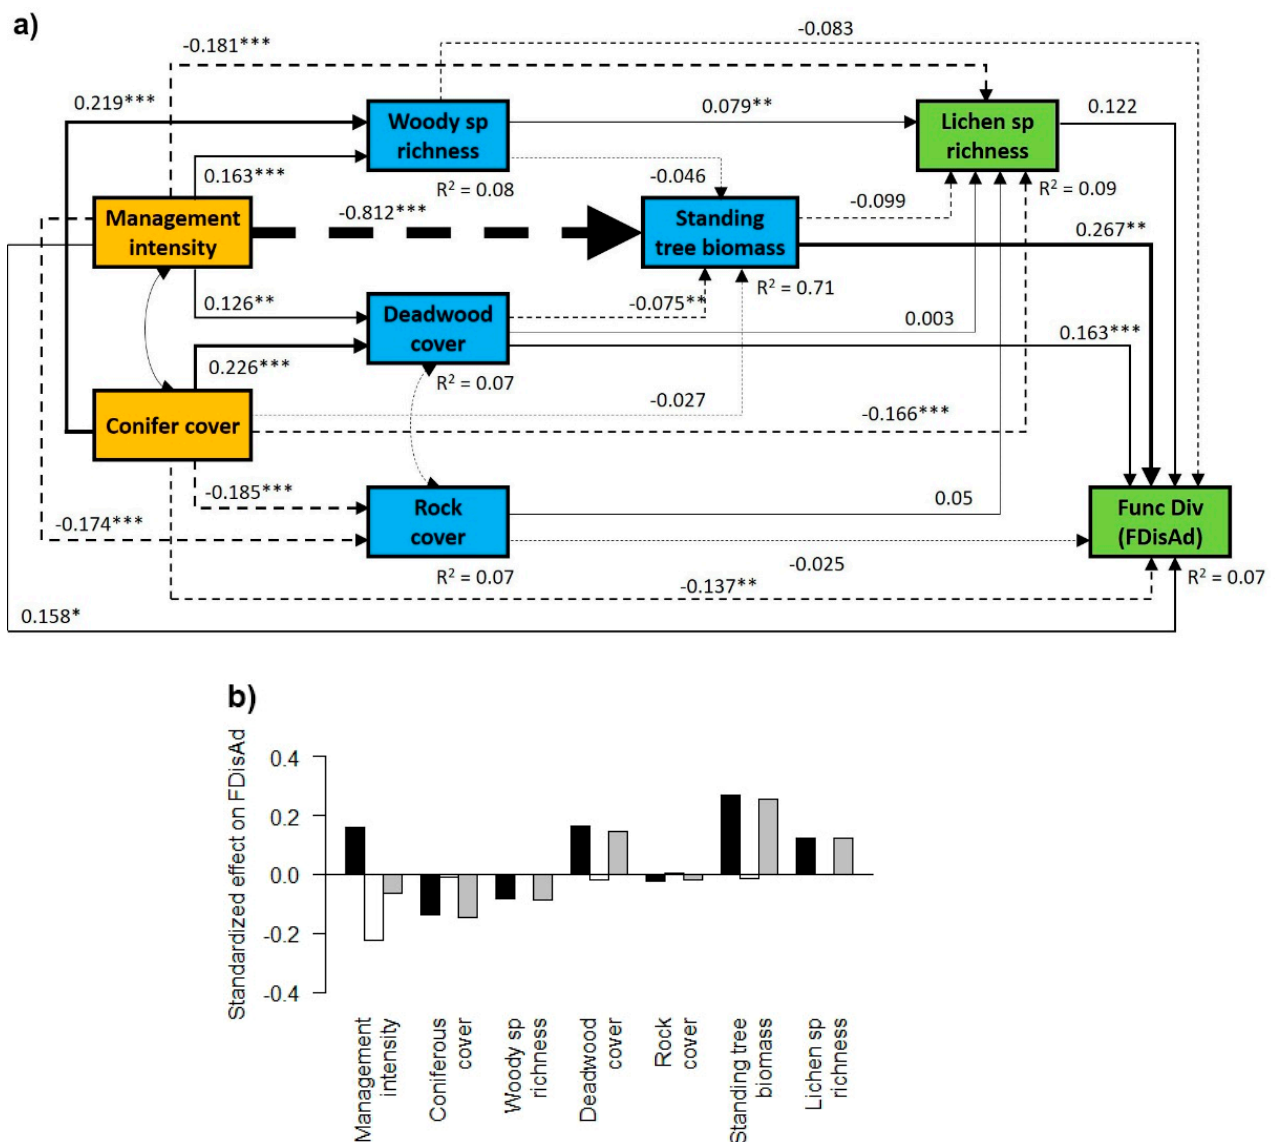 a)
-0.083
-0.181***
0.219***
Woody sp
richness
0.079**
Lichen sp
richness
0.122
0.163***
R² = 0.08
-0.046
R² = 0.09
Management
intensity
-0.812***
Standing
tree biomass
-0.099
0.267**
R² = 0.71
0.126**
Deadwood
cover
-0.075**
0.003
0.163***
0.226***
R² = 0.07
Conifer cover
-0.027
-0.166***
-0.185***
Rock
cover
0.05
Func Div
(FDisAd)
-0.174***
-0.025
R² = 0.07
-0.137**
R² = 0.07
0.158*
b)
Standardized effect on FDisAd
0.4
0.2
0.0
-0.2
-0.4
Management
intensity
Coniferous
cover
Woody sp
richness
Deadwood
cover
Rock
cover
Standing tree
biomass
Lichen sp
richness